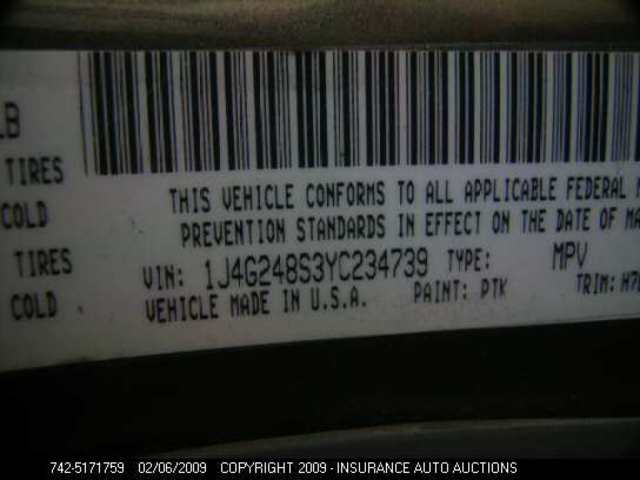 LB
TIRES
COLD
TIRES
COLD
THIS VEHICLE CONFORMS TO ALL APPLICABLE FEDERAL
PREVENTION STANDARDS IN EFFECT ON THE DATE OF MA
VIN: 1J4G248S3YC234739 TYPE: MPV
VEHICLE MADE IN U.S.A. PAINT: PTK TRIM: H7
742-5171759 02/06/2009 COPYRIGHT 2009 - INSURANCE AUTO AUCTIONS